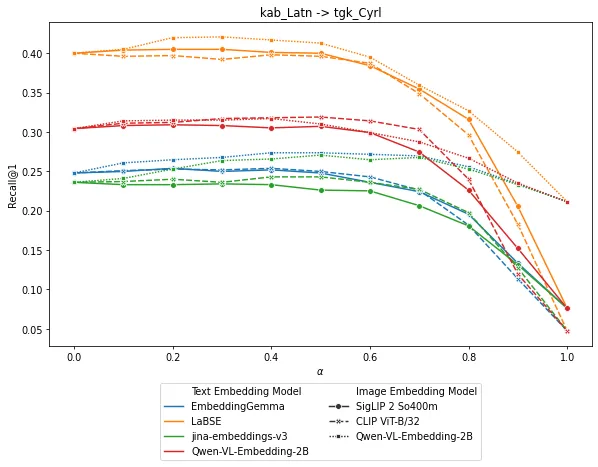 kab_Latn -> tgk_Cyrl
Recall@1
0.40
0.35
0.30
0.25
0.20
0.15
0.10
0.05
0.0
0.2
0.4
0.6
0.8
1.0
α
Text Embedding Model
EmbeddingGemma
LaBSE
jina-embeddings-v3
Qwen-VL-Embedding-2B
Image Embedding Model
SigLIP 2 So400m
CLIP ViT-B/32
Qwen-VL-Embedding-2B